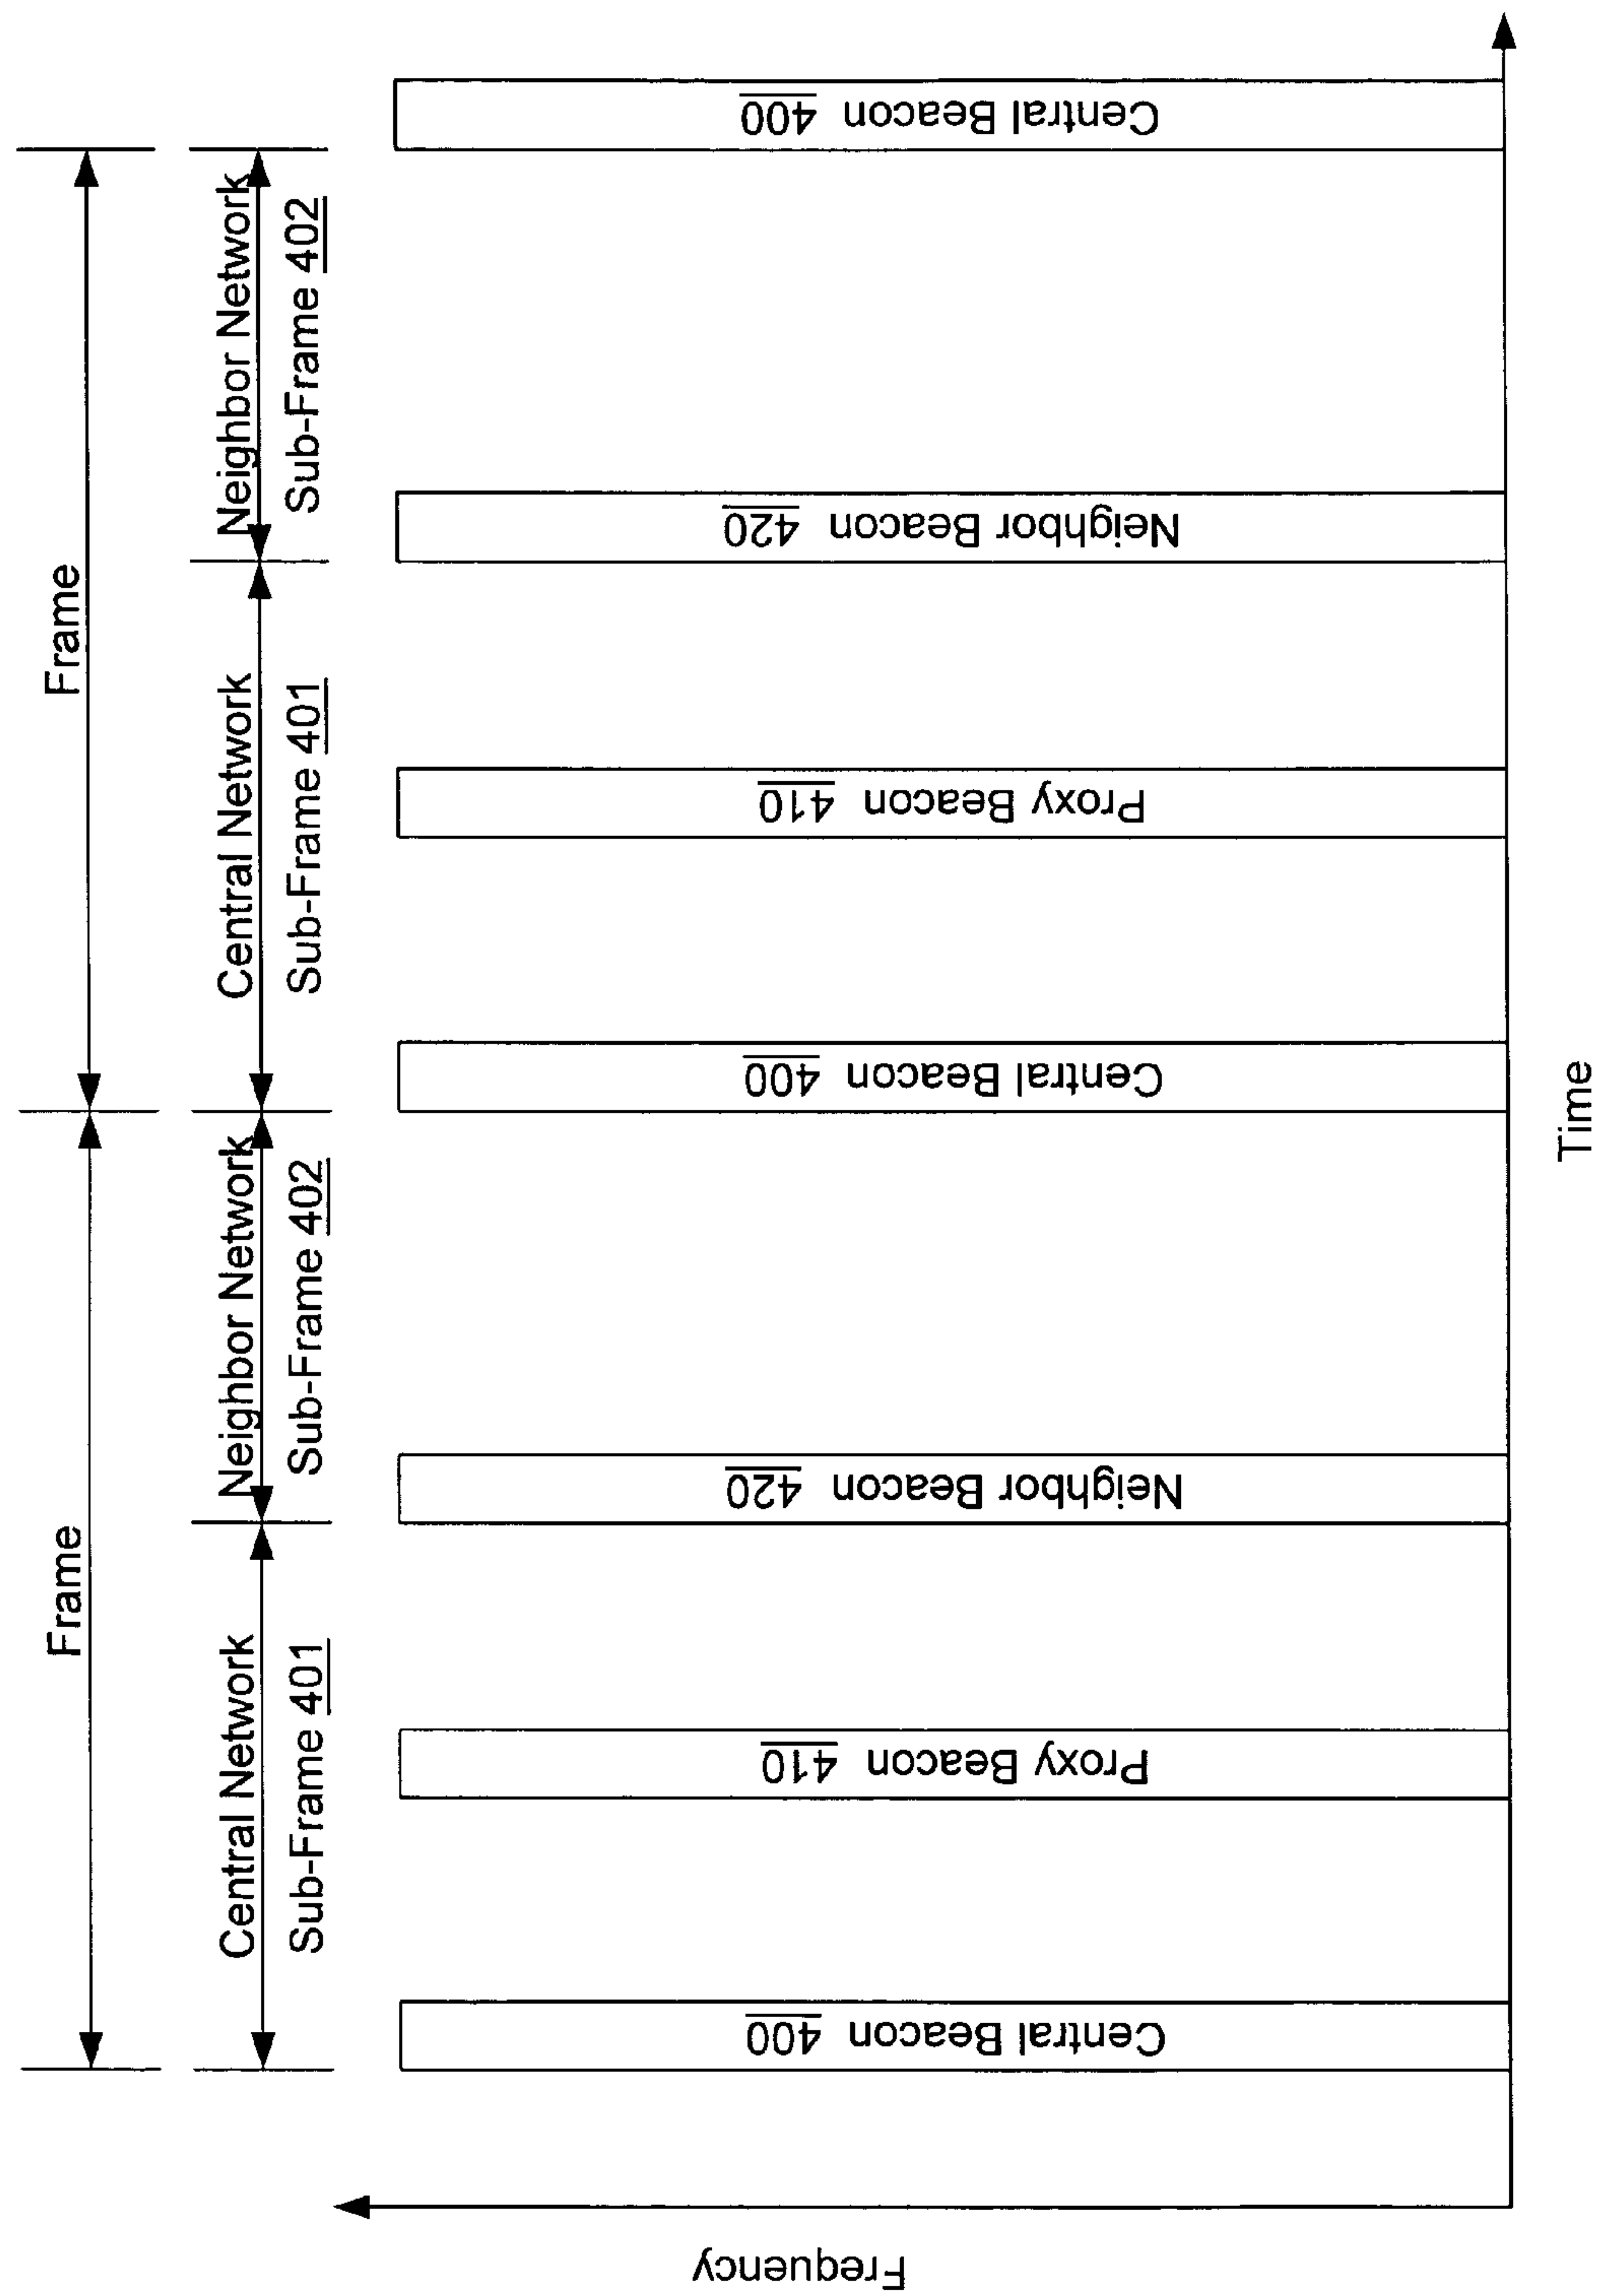 Frame
Frame
Central Network
Sub-Frame 401
Neighbor Network
Sub-Frame 402
Central Network
Sub-Frame 401
Neighbor Network
Sub-Frame 402
Frequency
Central Beacon 400
Proxy Beacon 410
Neighbor Beacon 420
Central Beacon 400
Proxy Beacon 410
Neighbor Beacon 420
Central Beacon 400
Time